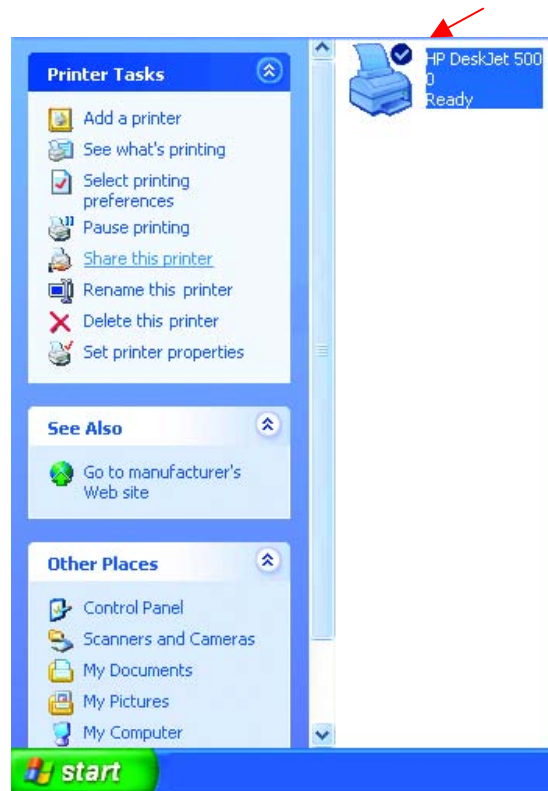 Printer Tasks
Add a printer
See what's printing
Select printing
preferences
Pause printing
Share this printer
Rename this printer
Delete this printer
Set printer properties
See Also
Go to manufacturer's
Web site
Other Places
Control Panel
Scanners and Cameras
My Documents
My Pictures
My Computer
HP DeskJet 500
0
Ready
start